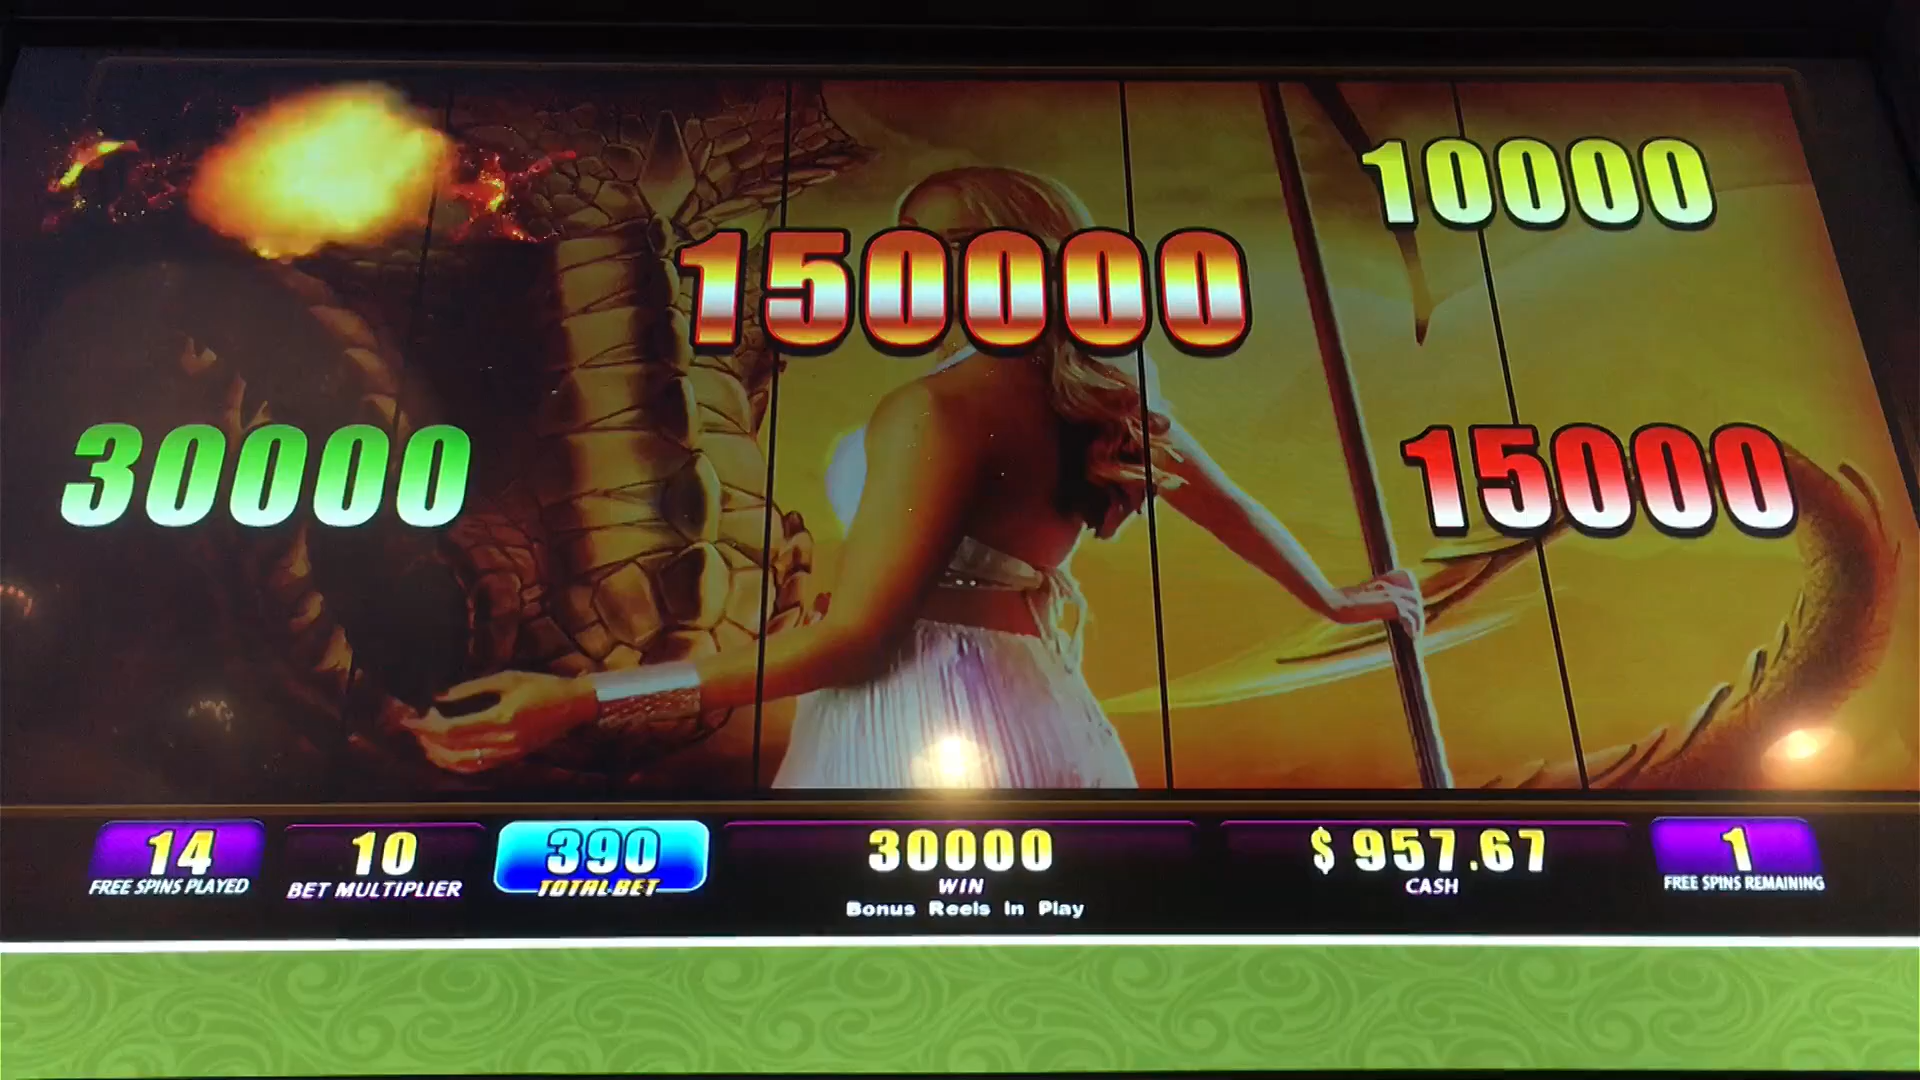 10000
150000
30000
15000
14
FREE SPINS PLAYED
10
BET MULTIPLIER
390
TOTAL BET
30000
WIN
Bonus Reels In Play
$ 957.67
CASH
1
FREE SPINS REMAINING